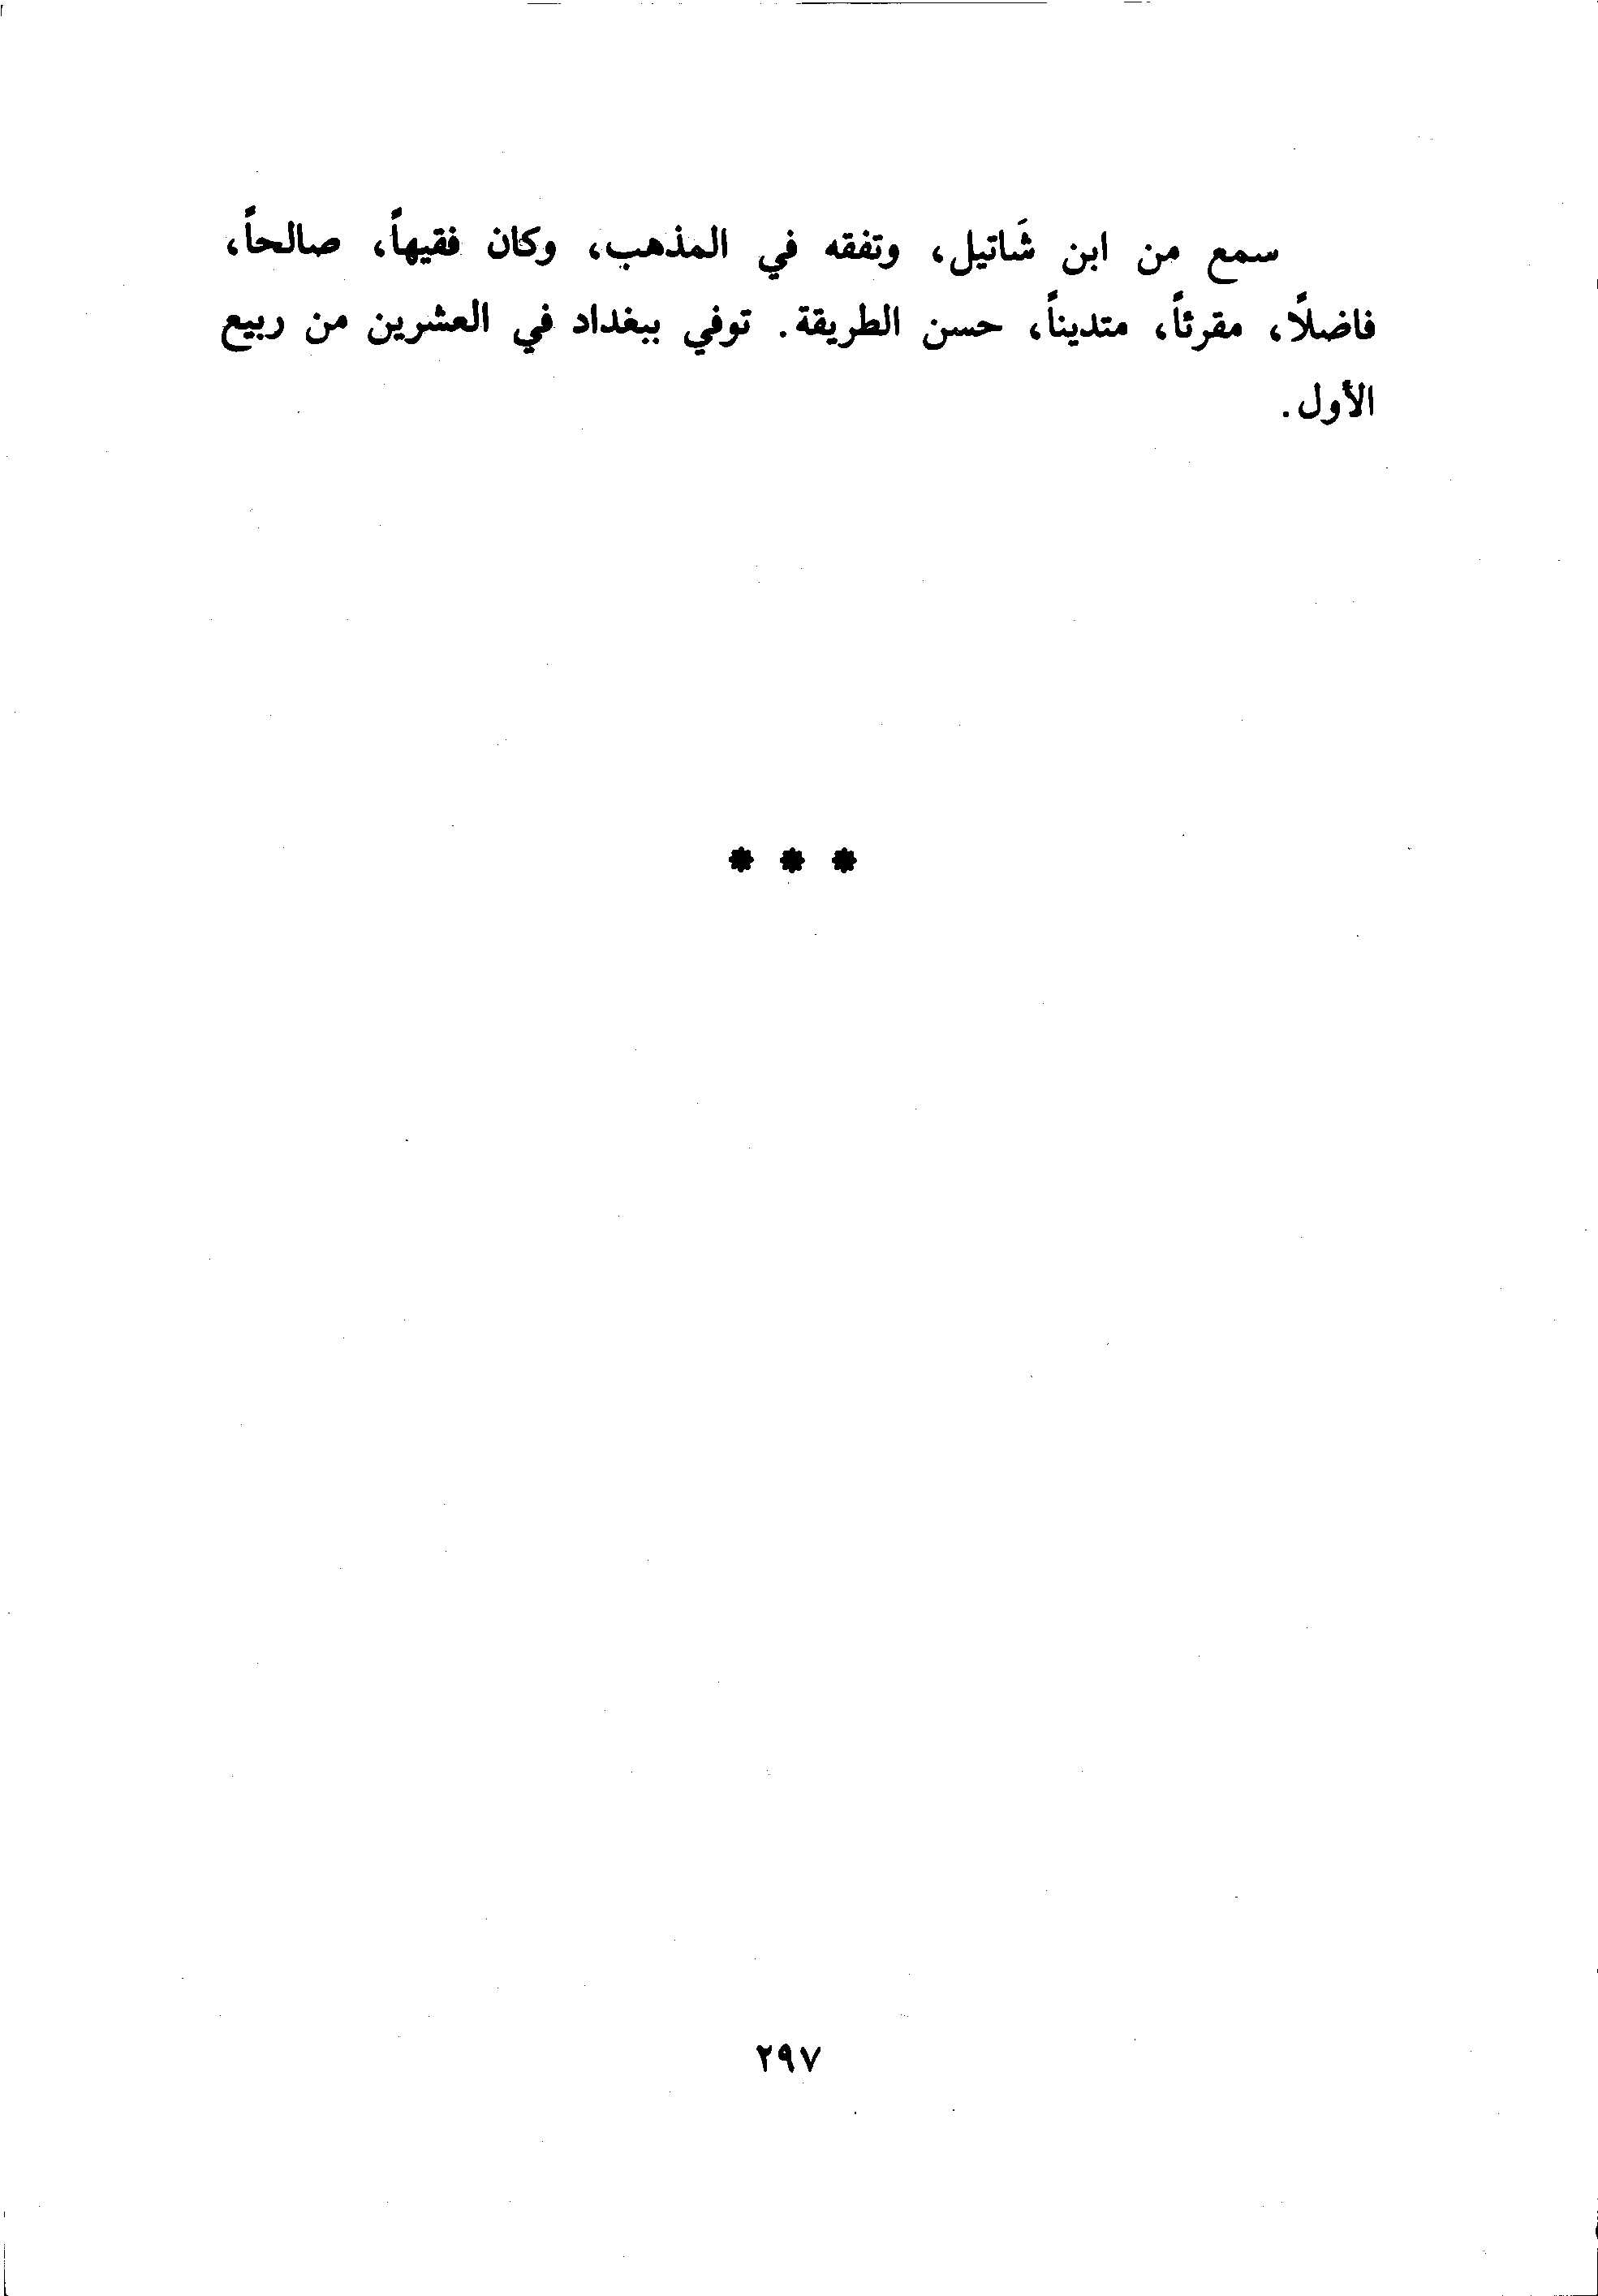 سمع من ابن شَاتيل، وتفقه في المذهب، وكان فقيهاً، صالحاً،
فاضلاً، مقرئاً، متديناً، حسن الطريقة. توفي ببغداد في العشرين من ربيع
الأول.
* * *
٢٩٧